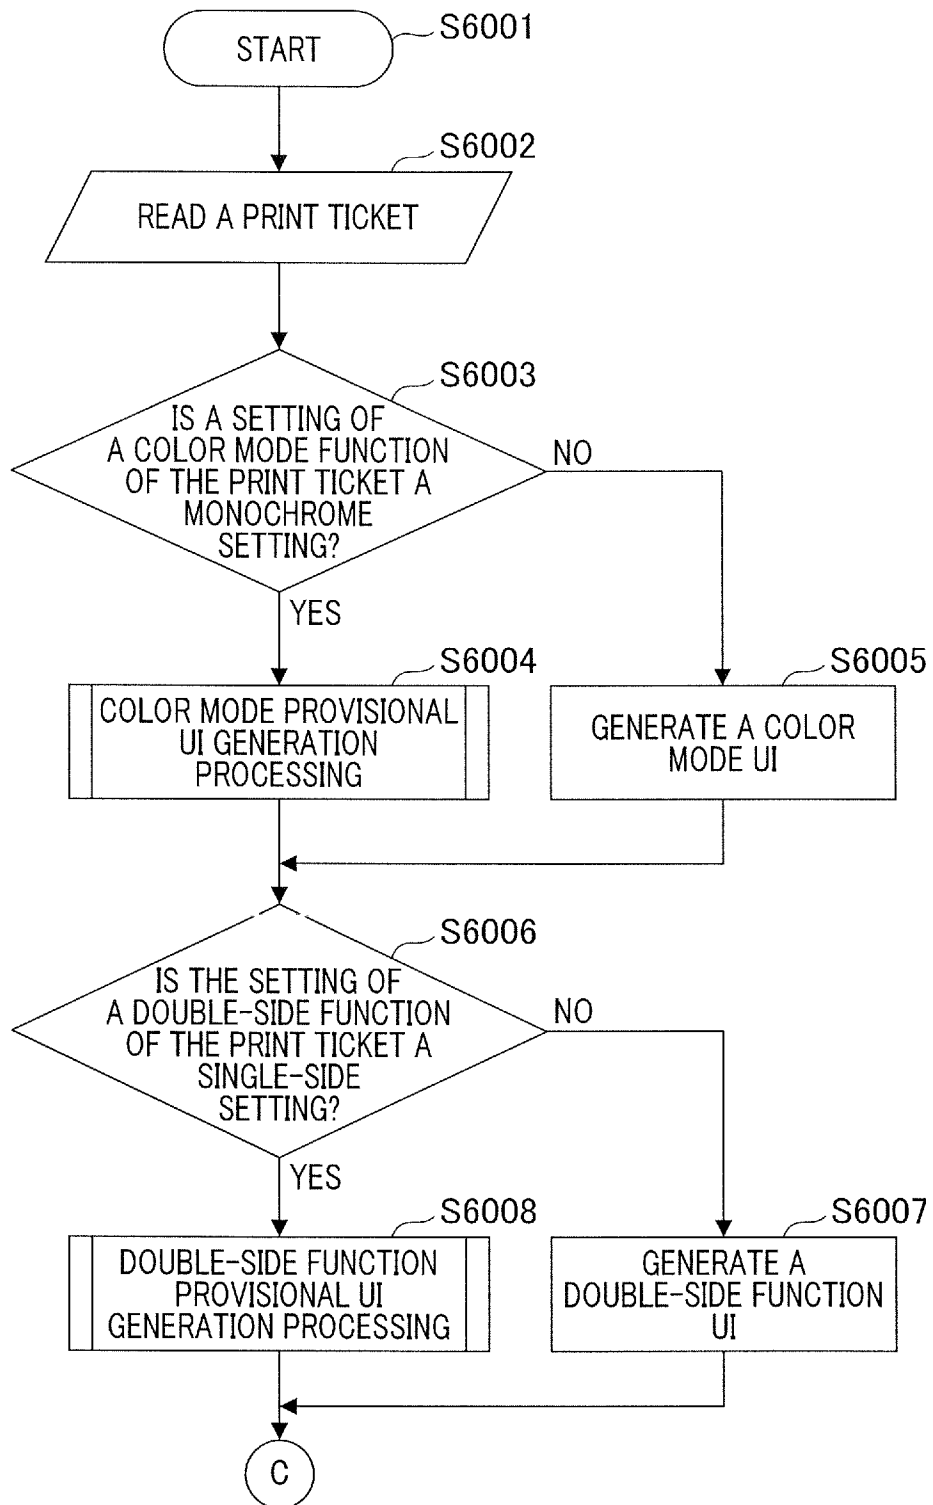 S6001
START
S6002
READ A PRINT TICKET
S6003
IS A SETTING OF
A COLOR MODE FUNCTION
OF THE PRINT TICKET A
MONOCHROME
SETTING?
NO
YES
S6004
COLOR MODE PROVISIONAL
UI GENERATION
PROCESSING
S6005
GENERATE A COLOR
MODE UI
S6006
IS THE SETTING OF
A DOUBLE-SIDE FUNCTION
OF THE PRINT TICKET A
SINGLE-SIDE
SETTING?
NO
YES
S6008
DOUBLE-SIDE FUNCTION
PROVISIONAL UI
GENERATION PROCESSING
S6007
GENERATE A
DOUBLE-SIDE FUNCTION
UI
C